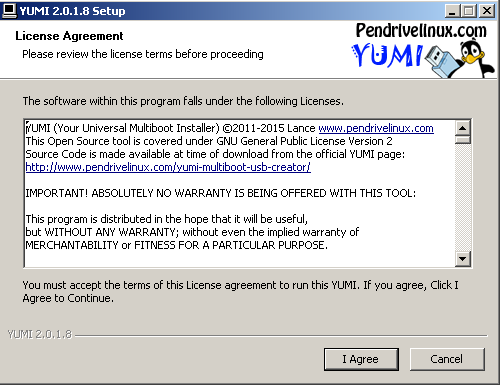 YUMI 2.0.1.8 Setup
License Agreement
Please review the license terms before proceeding
Pendrivelinux.com
YUMI
The software within this program falls under the following Licenses.
YUMI (Your Universal Multiboot Installer) ©2011-2015 Lance www.pendrivelinux.com
This Open Source tool is covered under GNU General Public License Version 2
Source Code is made available at time of download from the official YUMI page:
http://www.pendrivelinux.com/yumi-multiboot-usb-creator/
IMPORTANT! ABSOLUTELY NO WARRANTY IS BEING OFFERED WITH THIS TOOL:
This program is distributed in the hope that it will be useful,
but WITHOUT ANY WARRANTY; without even the implied warranty of
MERCHANTABILITY or FITNESS FOR A PARTICULAR PURPOSE.
You must accept the terms of this License agreement to run this YUMI. If you agree, Click I
Agree to Continue.
YUMI 2.0.1.8
I Agree
Cancel